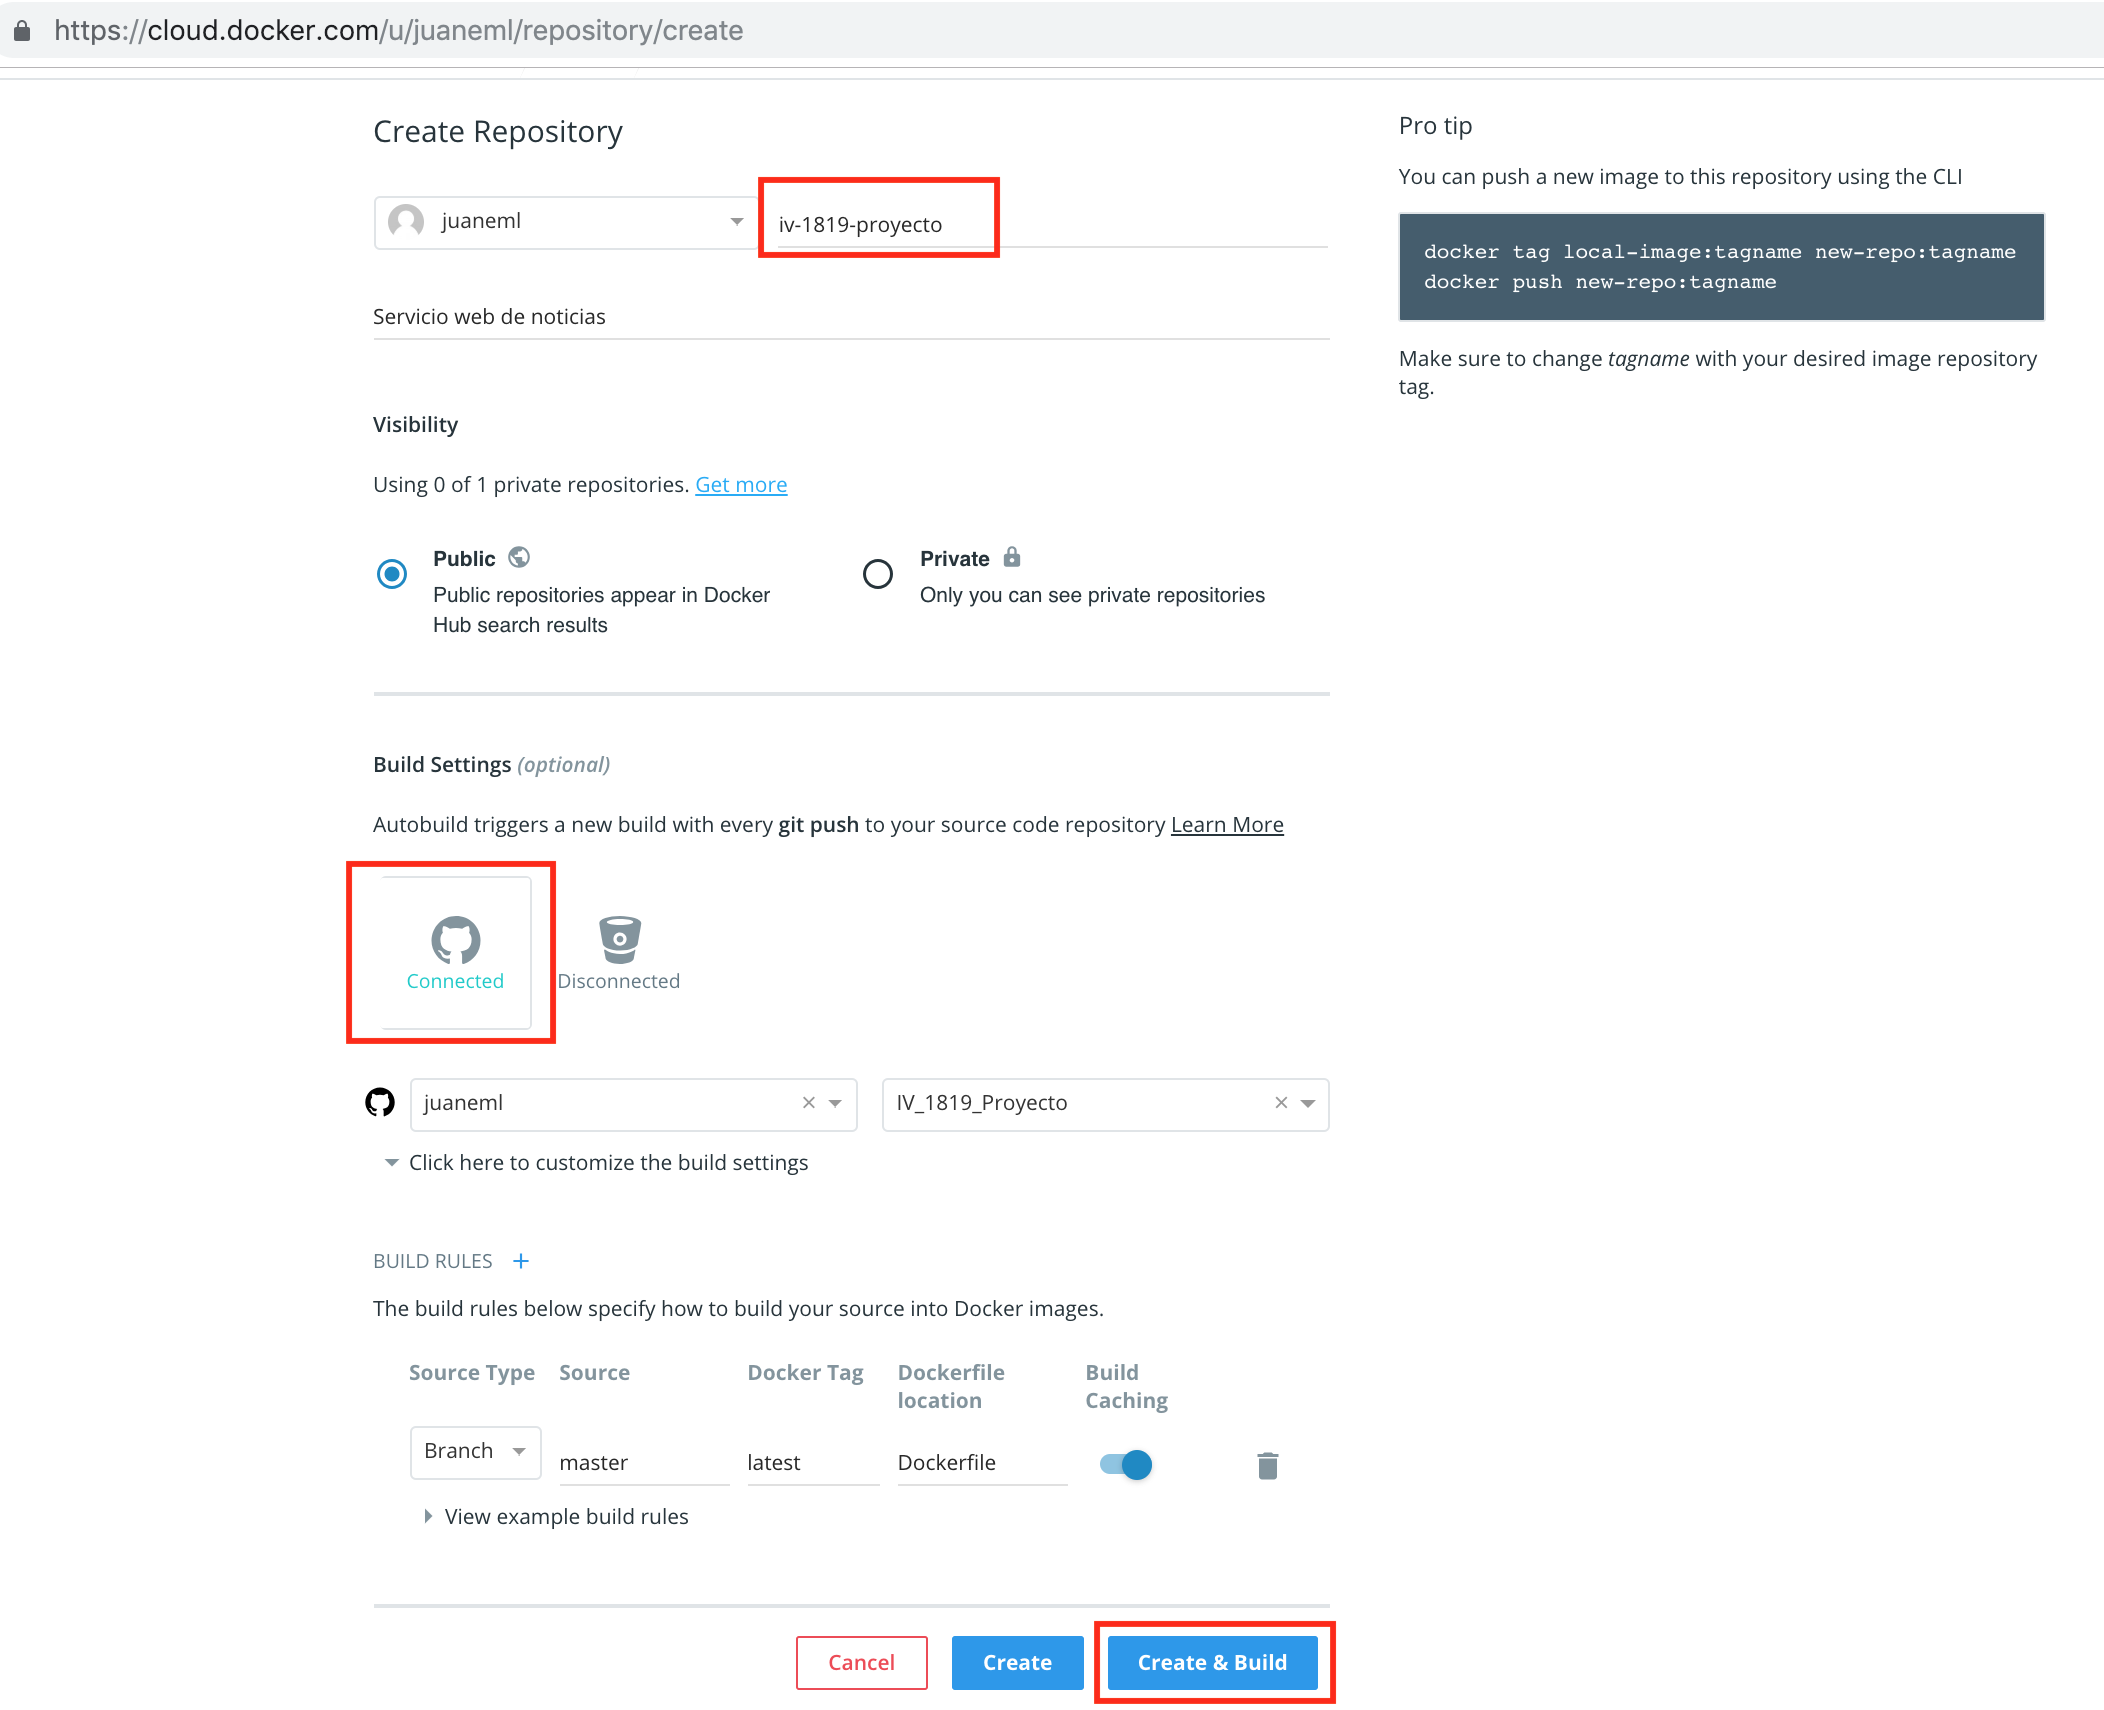 https://cloud.docker.com/u/juaneml/repository/create
Create Repository
juaneml
iv-1819-proyecto
Servicio web de noticias
Visibility
Using 0 of 1 private repositories. Get more
Public
Public repositories appear in Docker
Hub search results
Private
Only you can see private repositories
Build Settings (optional)
Autobuild triggers a new build with every git push to your source code repository Learn More
Connected
Disconnected
juaneml
IV_1819_Proyecto
Click here to customize the build settings
BUILD RULES +
The build rules below specify how to build your source into Docker images.
Source Type
Source
Docker Tag
Dockerfile
location
Build
Caching
Branch
master
latest
Dockerfile
View example build rules
Cancel
Create
Create & Build
Pro tip
You can push a new image to this repository using the CLI
docker tag local-image:tagname new-repo:tagname
docker push new-repo:tagname
Make sure to change tagname with your desired image repository
tag.